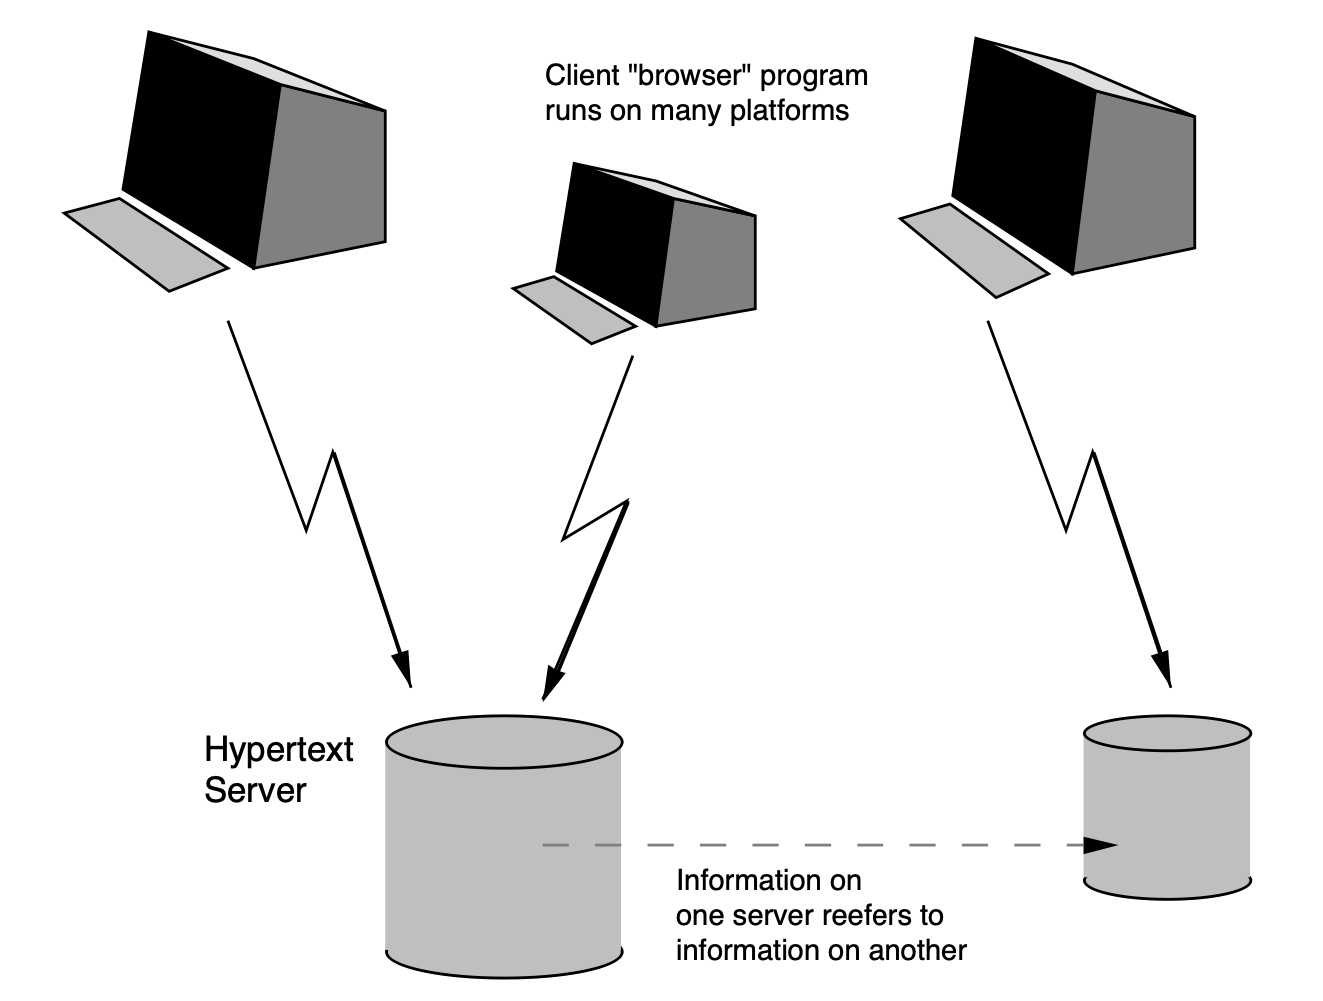 Client "browser" program
runs on many platforms
Hypertext
Server
Information on
one server reefers to
information on another